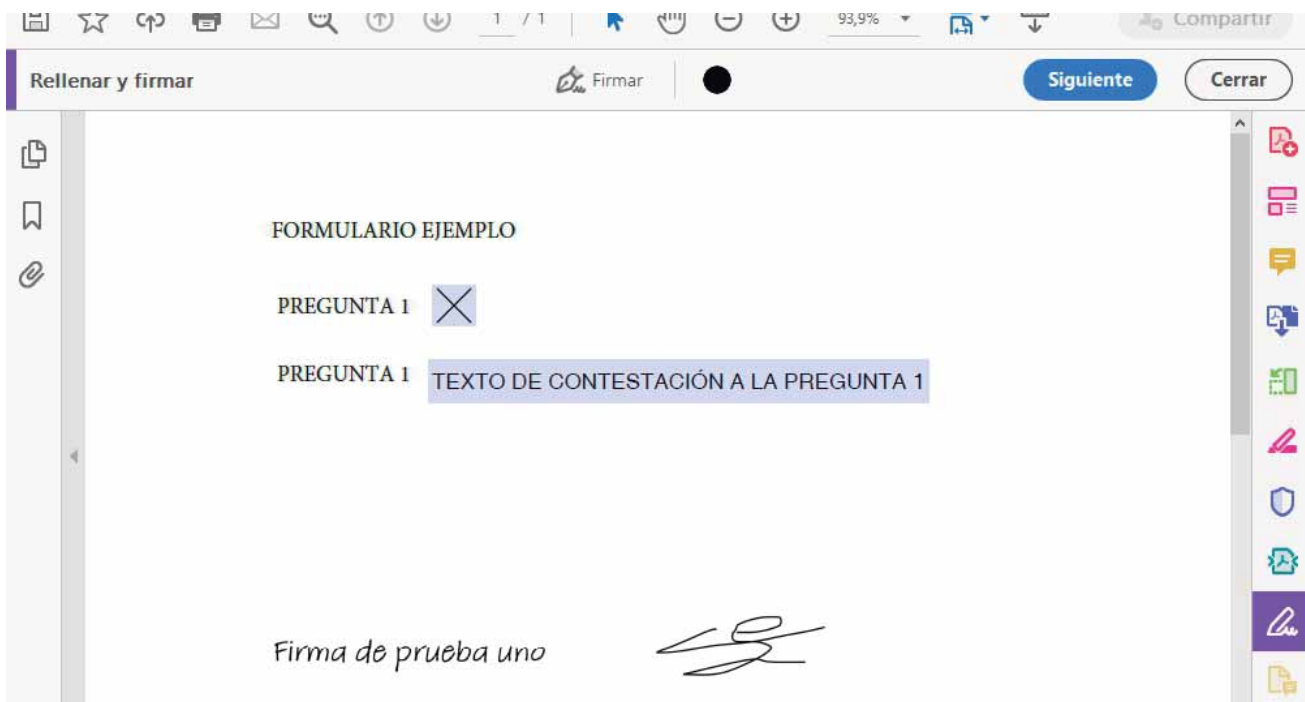 1 / 1 93,9% Compartir
Rellenar y firmar Firmar Siguiente Cerrar
FORMULARIO EJEMPLO
PREGUNTA 1
PREGUNTA 1 TEXTO DE CONTESTACIÓN A LA PREGUNTA 1
Firma de prueba uno